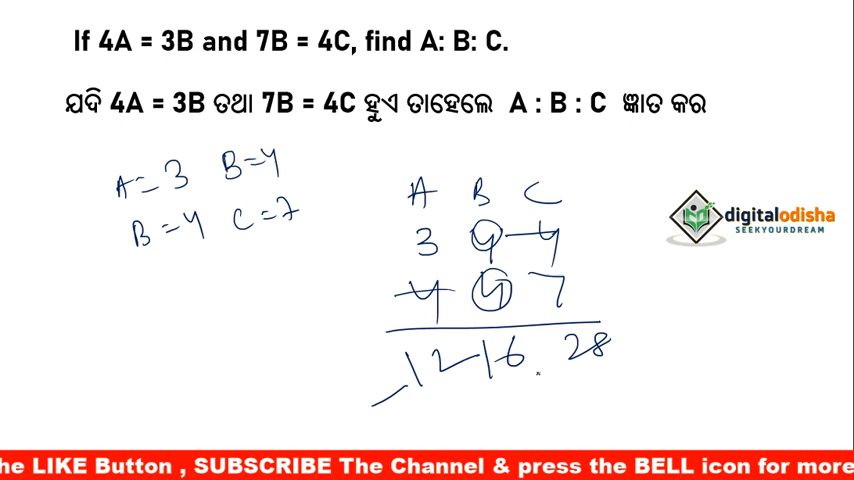 If 4A = 3B and 7B = 4C, find A: B: C.
ଯଦି 4A = 3B ତଥା 7B = 4C ହୁଏ ତାହେଲେ A : B : C ଜ୍ଞାତ କର
A=3 B=4
B=4 C=7
A B C
3 4 4
4 4 7
12 16 28
digitalodisha
SEEKYOURDREAM
he LIKE Button , SUBSCRIBE The Channel & press the BELL icon for more